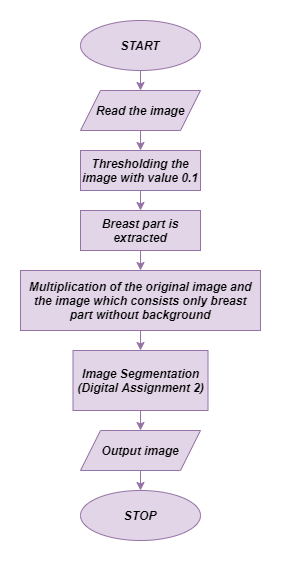 START
Read the image
Thresholding the
image with value 0.1
Breast part is
extracted
Multiplication of the original image and
the image which consists only breast
part without background
Image Segmentation
(Digital Assignment 2)
Output image
STOP